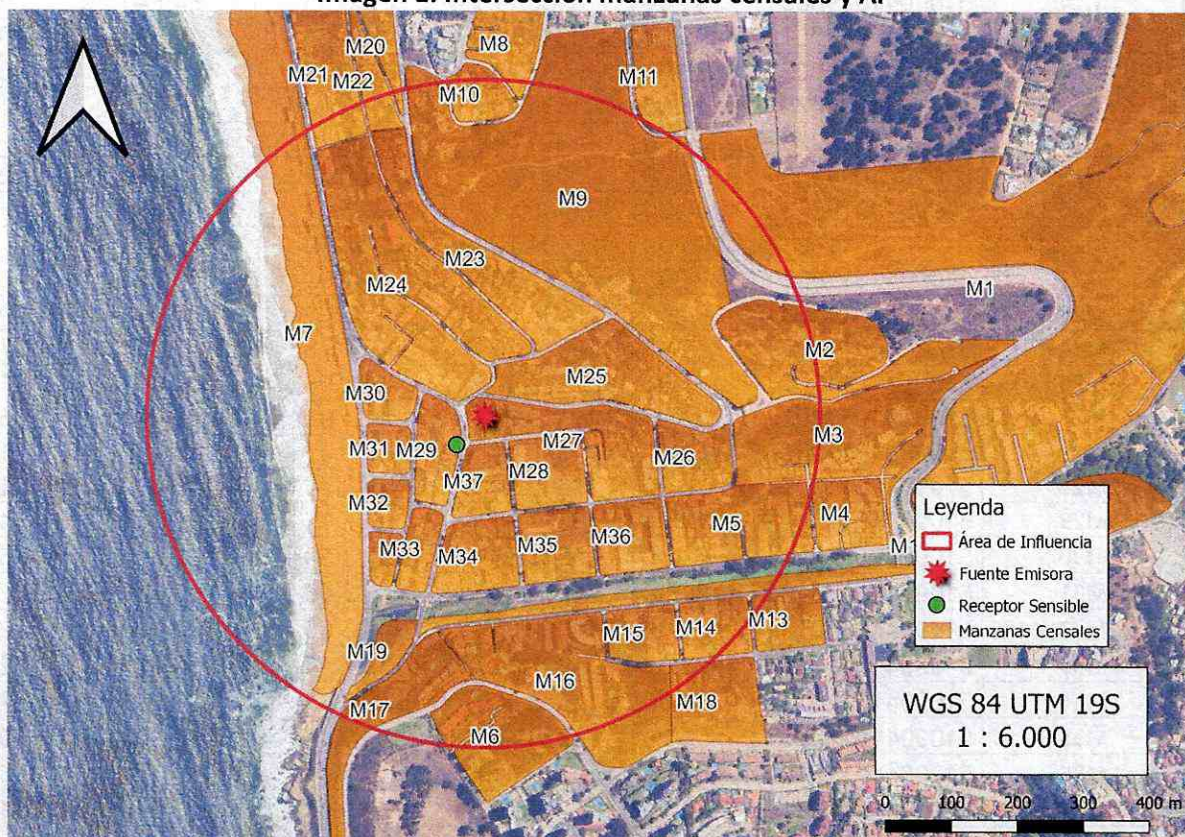 Imagen 2. Intersección manzanas censales y AI
M20
M8
M21
M22
M11
M10
M9
M23
M24
M7
M1
M2
M25
M30
M3
M31
M29
M27
M26
M28
M37
M32
M5
M4
M33
M34
M35
M36
M1
M15
M14
M13
M19
M16
M18
M17
M6
Leyenda
Área de Influencia
Fuente Emisora
Receptor Sensible
Manzanas Censales
WGS 84 UTM 19S
1 : 6.000
0 100 200 300 400 m